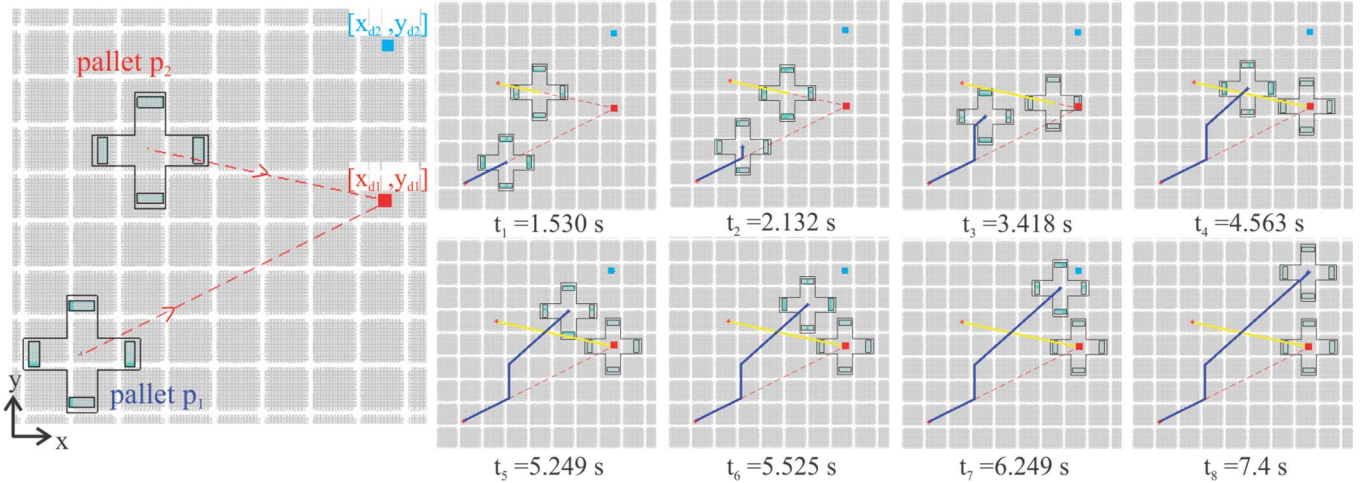 [x_d2 ,y_d2]
pallet p_2
[x_d1 ,y_d1]
pallet p_1
y
x
t_1 =1.530 s
t_2 =2.132 s
t_3 =3.418 s
t_4 =4.563 s
t_5 =5.249 s
t_6 =5.525 s
t_7 =6.249 s
t_8 =7.4 s